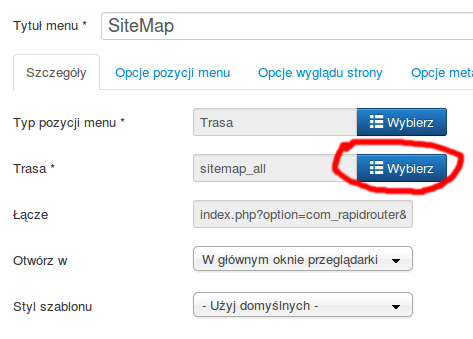 Tytuł menu * SiteMap
Szczegóły Opcje pozycji menu Opcje wyglądu strony Opcje meta
Typ pozycji menu * Trasa Wybierz
Trasa * sitemap_all Wybierz
Łącze index.php?option=com_rapidrouter&
Otwórz w W głównym oknie przeglądarki
Styl szablonu - Użyj domyślnych -